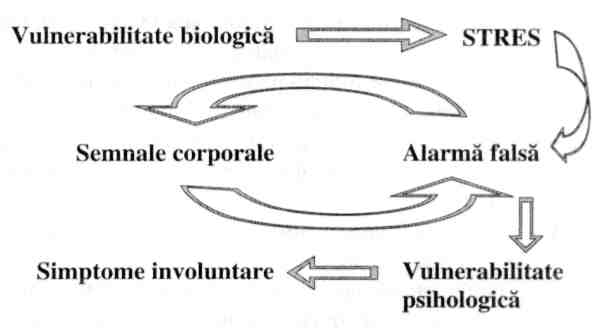 Vulnerabilitate biologică
STRES
Semnale corporale
Alarmă falsă
Simptome involuntare
Vulnerabilitate
psihologică